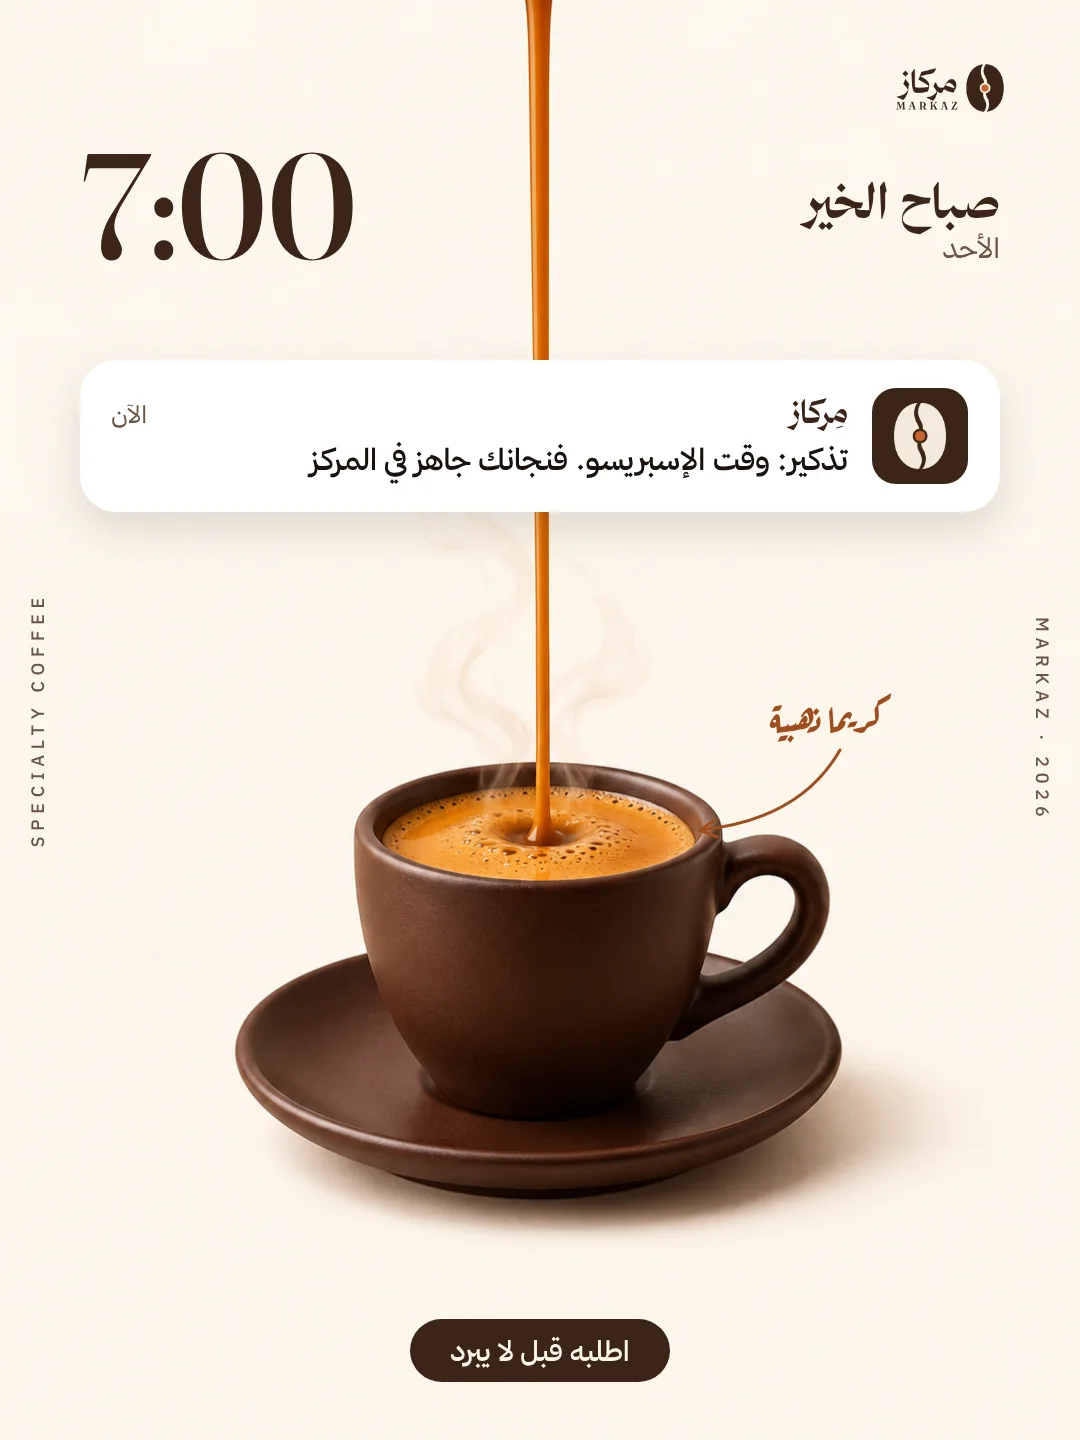 مركاز
MARKAZ
7:00
صباح الخير
الأحد
مِركاز
الآن
تذكير: وقت الإسبريسو. فنجانك جاهز في المركز
SPECIALTY COFFEE
MARKAZ · 2026
كريما ذهبية
اطلبه قبل لا يبرد